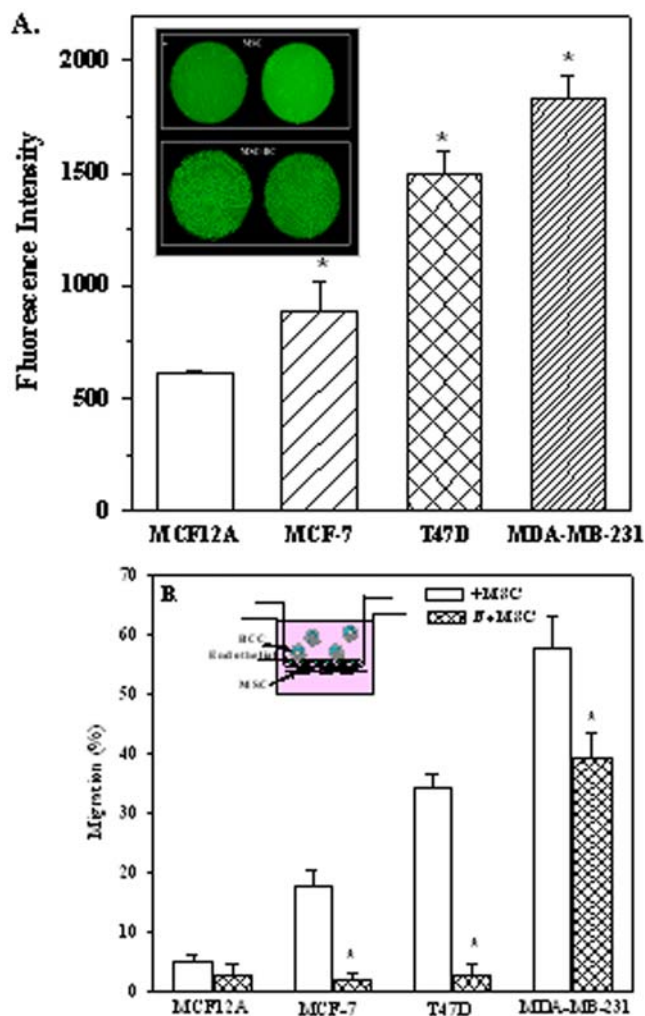 A.
Fluorescence Intensity
2000
1500
1000
500
0
MSC
*
*
*
MCF12A MCF-7 T47D MDA-MB-231
B
Migration (%)
70
60
50
40
30
20
10
0
+MSC
E+MSC
BCC
MSC
*
*
*
MCF12A MCF-7 T47D MDA-MB-231